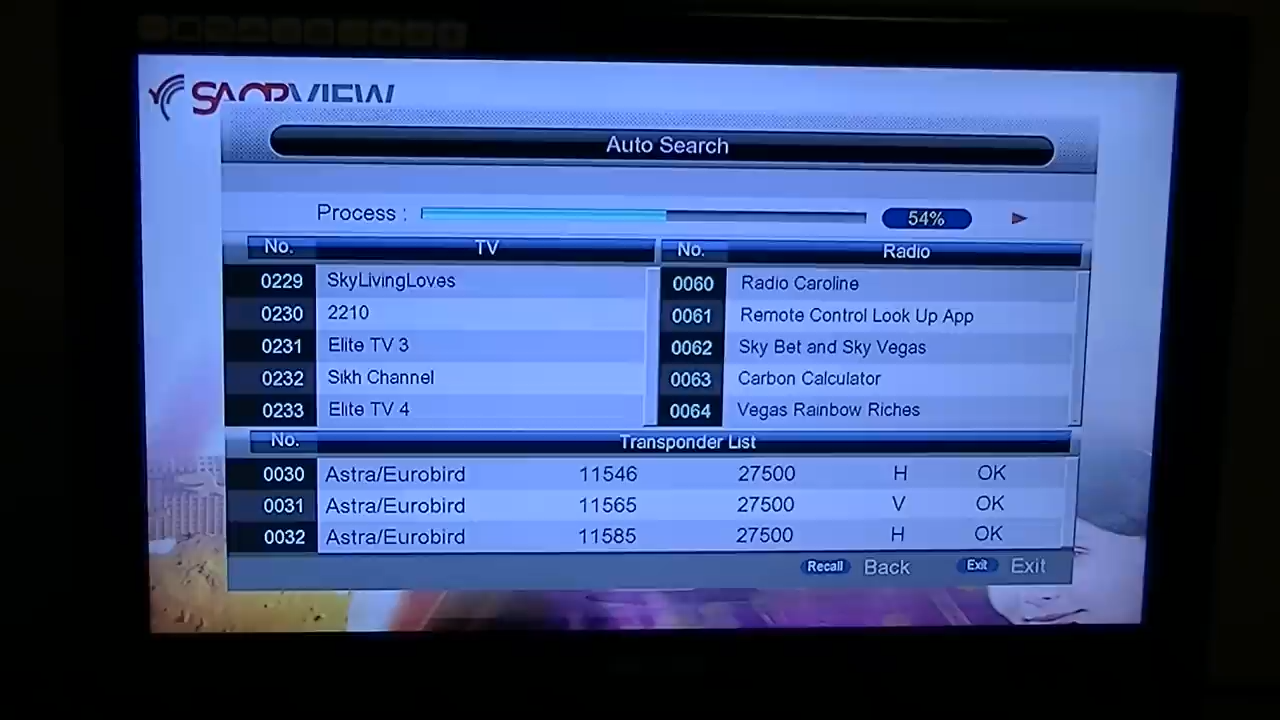 SAORVIEW
Auto Search
Process : 54%
No. TV No. Radio
0229 SkyLivingLoves 0060 Radio Caroline
0230 2210 0061 Remote Control Look Up App
0231 Elite TV 3 0062 Sky Bet and Sky Vegas
0232 Sikh Channel 0063 Carbon Calculator
0233 Elite TV 4 0064 Vegas Rainbow Riches
No. Transponder List
0030 Astra/Eurobird 11546 27500 H OK
0031 Astra/Eurobird 11565 27500 V OK
0032 Astra/Eurobird 11585 27500 H OK
Recall Back Exit Exit